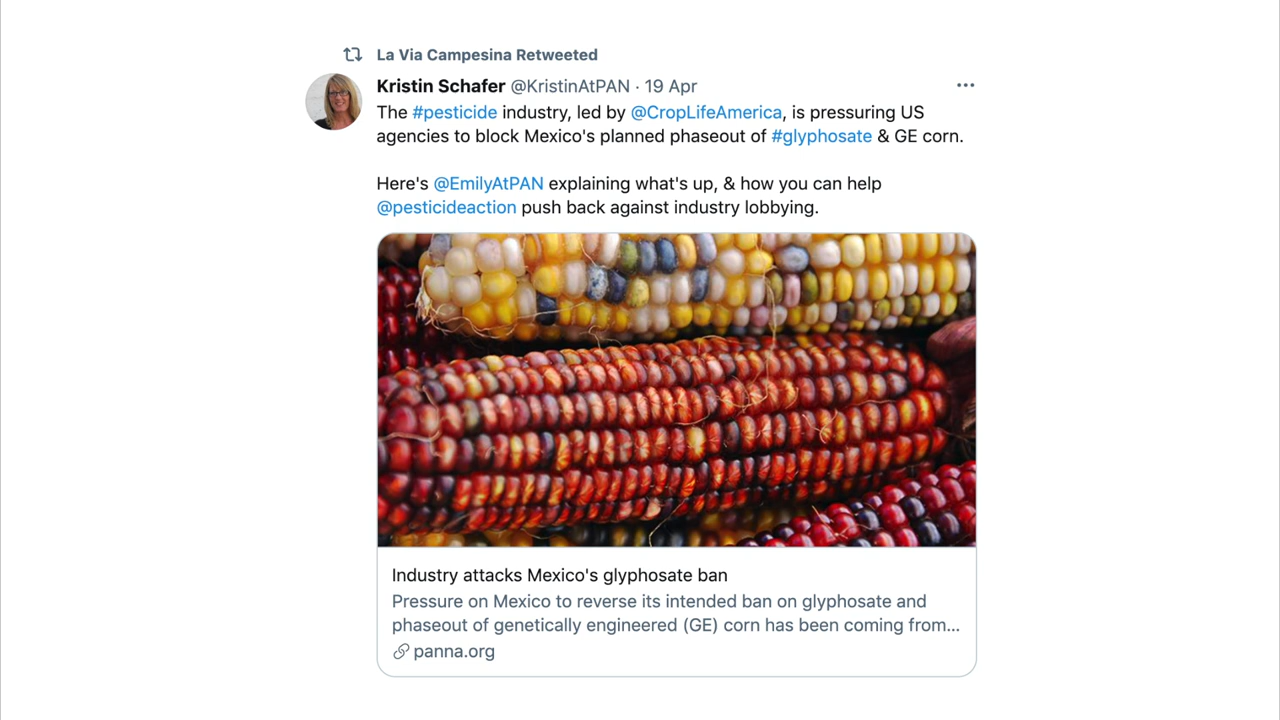 La Via Campesina Retweeted
Kristin Schafer @KristinAtPAN · 19 Apr
The #pesticide industry, led by @CropLifeAmerica, is pressuring US
agencies to block Mexico's planned phaseout of #glyphosate & GE corn.
Here's @EmilyAtPAN explaining what's up, & how you can help
@pesticideaction push back against industry lobbying.
Industry attacks Mexico's glyphosate ban
Pressure on Mexico to reverse its intended ban on glyphosate and
phaseout of genetically engineered (GE) corn has been coming from...
panna.org